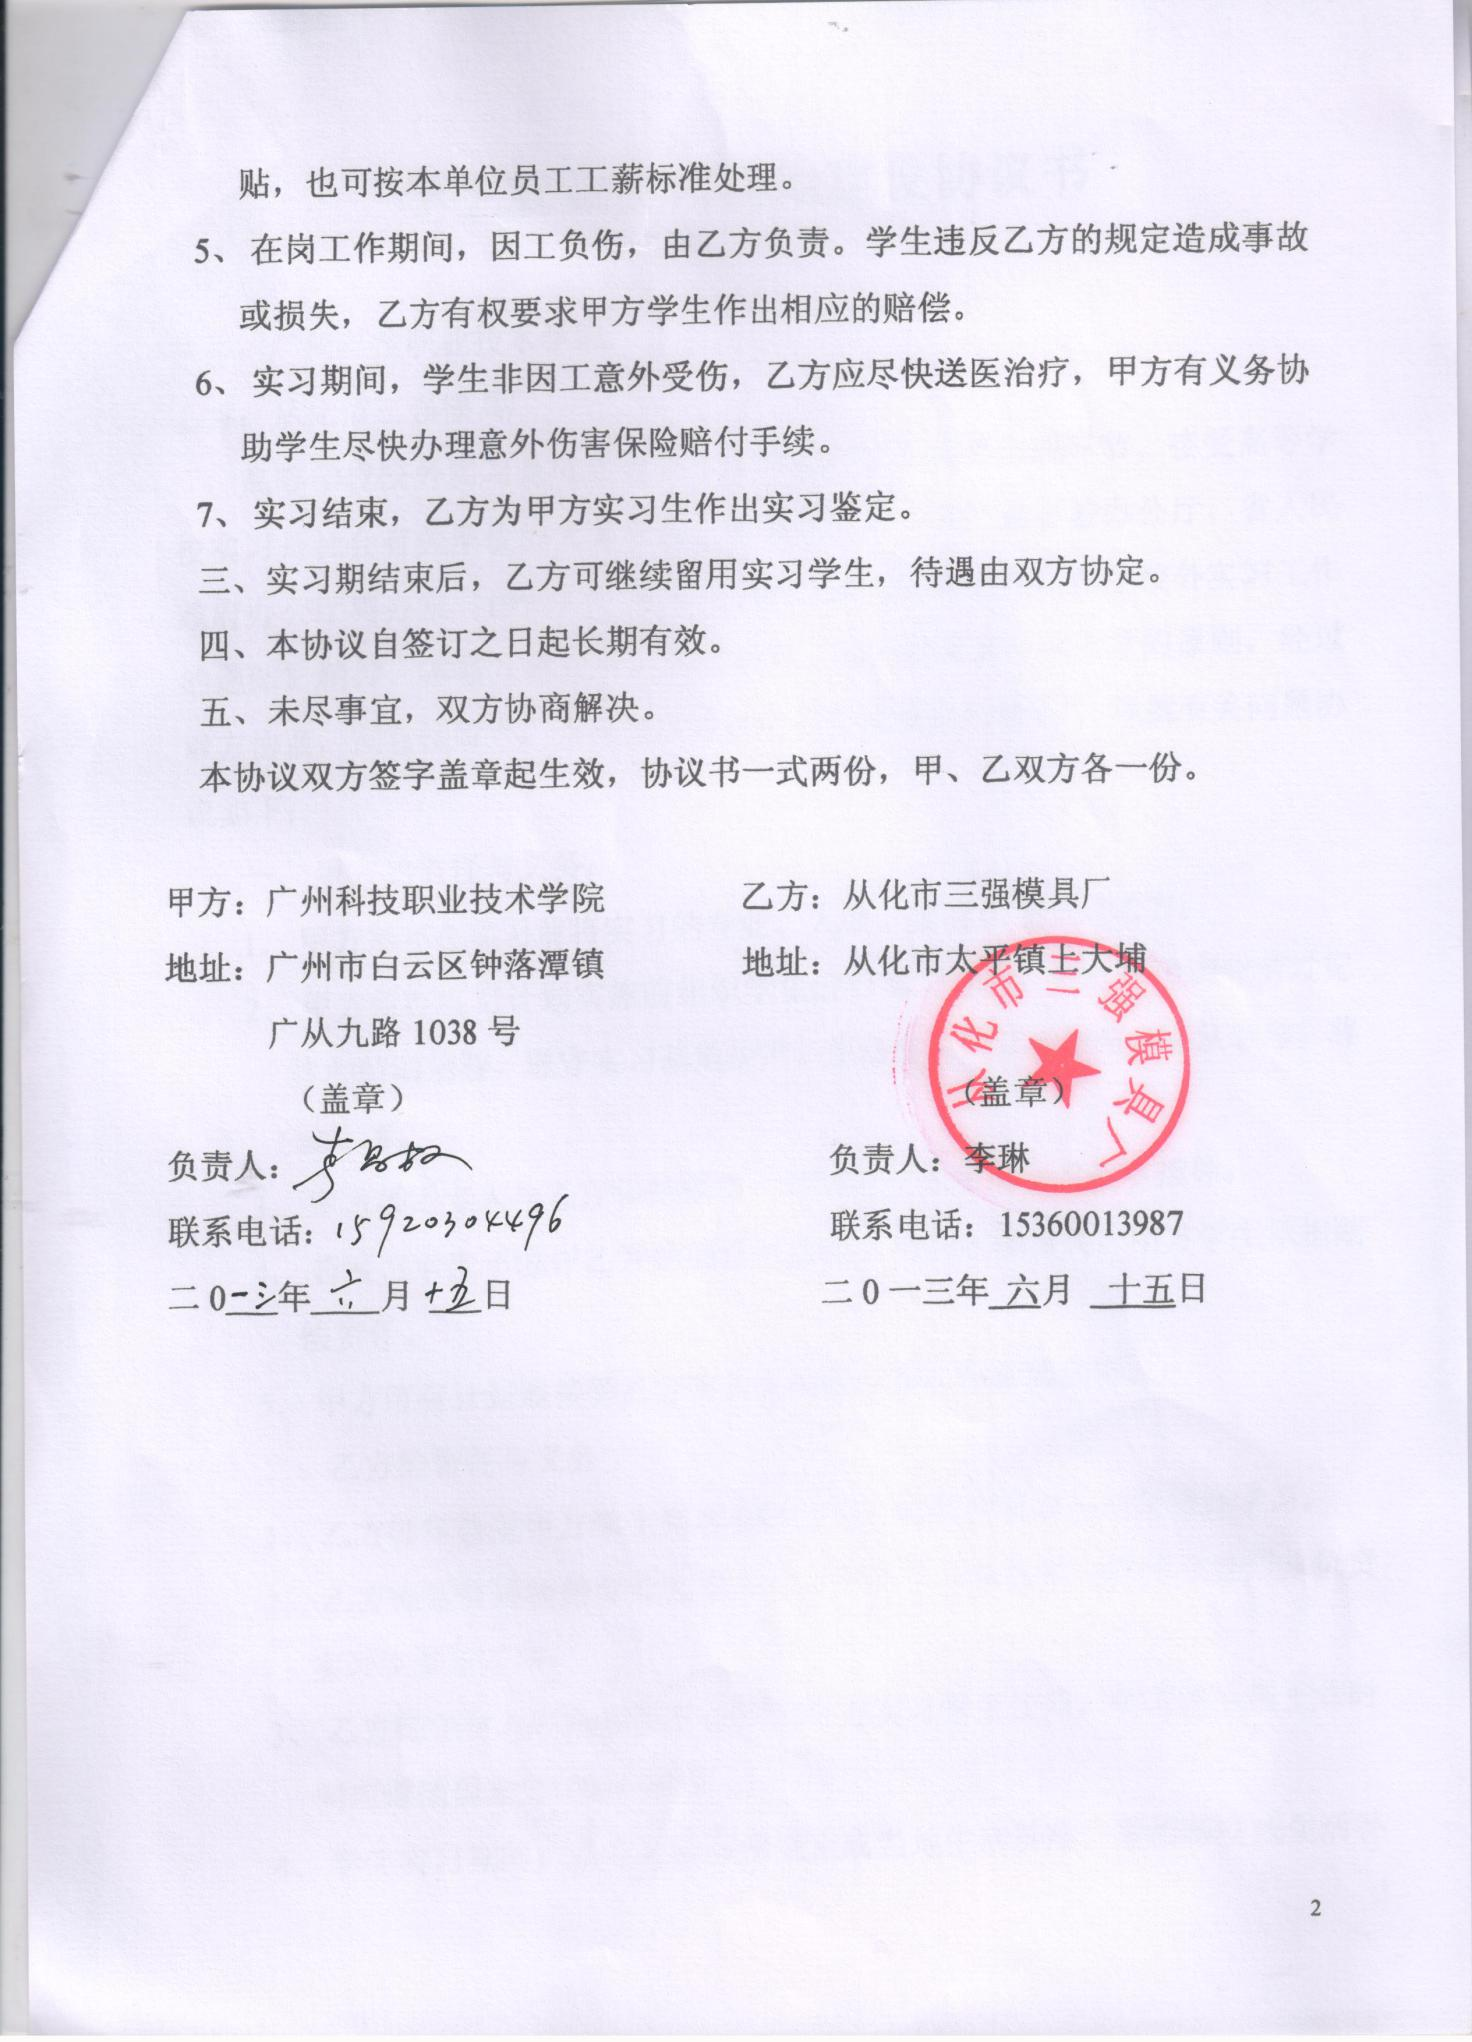 贴，也可按本单位员工工薪标准处理。
5、 在岗工作期间，因工负伤，由乙方负责。学生违反乙方的规定造成事故
或损失，乙方有权要求甲方学生作出相应的赔偿。
6、 实习期间，学生非因工意外受伤，乙方应尽快送医治疗，甲方有义务协
助学生尽快办理意外伤害保险赔付手续。
7、 实习结束，乙方为甲方实习生作出实习鉴定。
三、实习期结束后，乙方可继续留用实习学生，待遇由双方协定。
四、本协议自签订之日起长期有效。
五、未尽事宜，双方协商解决。
本协议双方签字盖章起生效，协议书一式两份，甲、乙双方各一份。
甲方：广州科技职业技术学院
地址：广州市白云区钟落潭镇
广从九路 1038 号
（盖章）
负责人：李
联系电话：15920304496
二0一三年 六 月 十五日
乙方：从化市三强模具厂
地址：从化市太平镇上大埔
从化市三强模具厂
（盖章）
负责人：李琳
联系电话：15360013987
二0一三年 六月 十五日
2